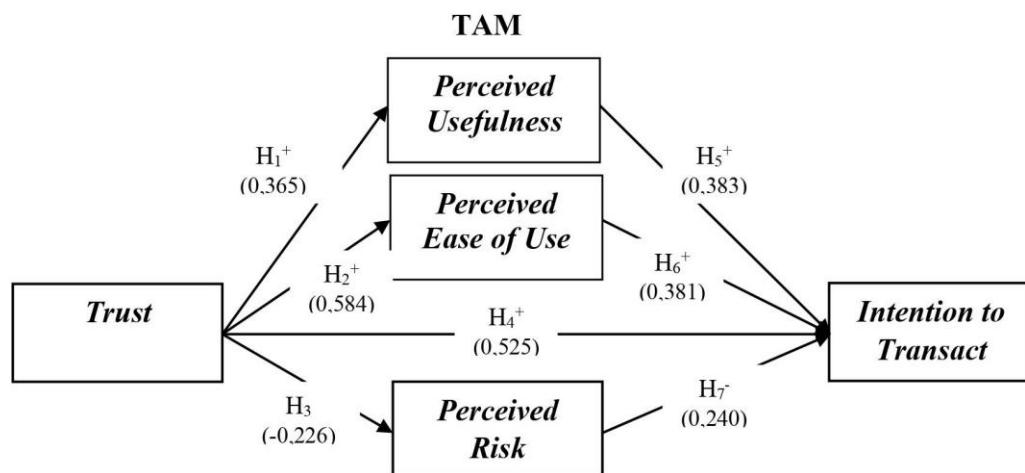 TAM
Perceived
Usefulness
H₁⁺
(0,365)
H₅⁺
(0,383)
Perceived
Ease of Use
H₂⁺
(0,584)
H₆⁺
(0,381)
Trust
H₄⁺
(0,525)
Intention to
Transact
H₃
(-0,226)
Perceived
Risk
H₇⁻
(0,240)